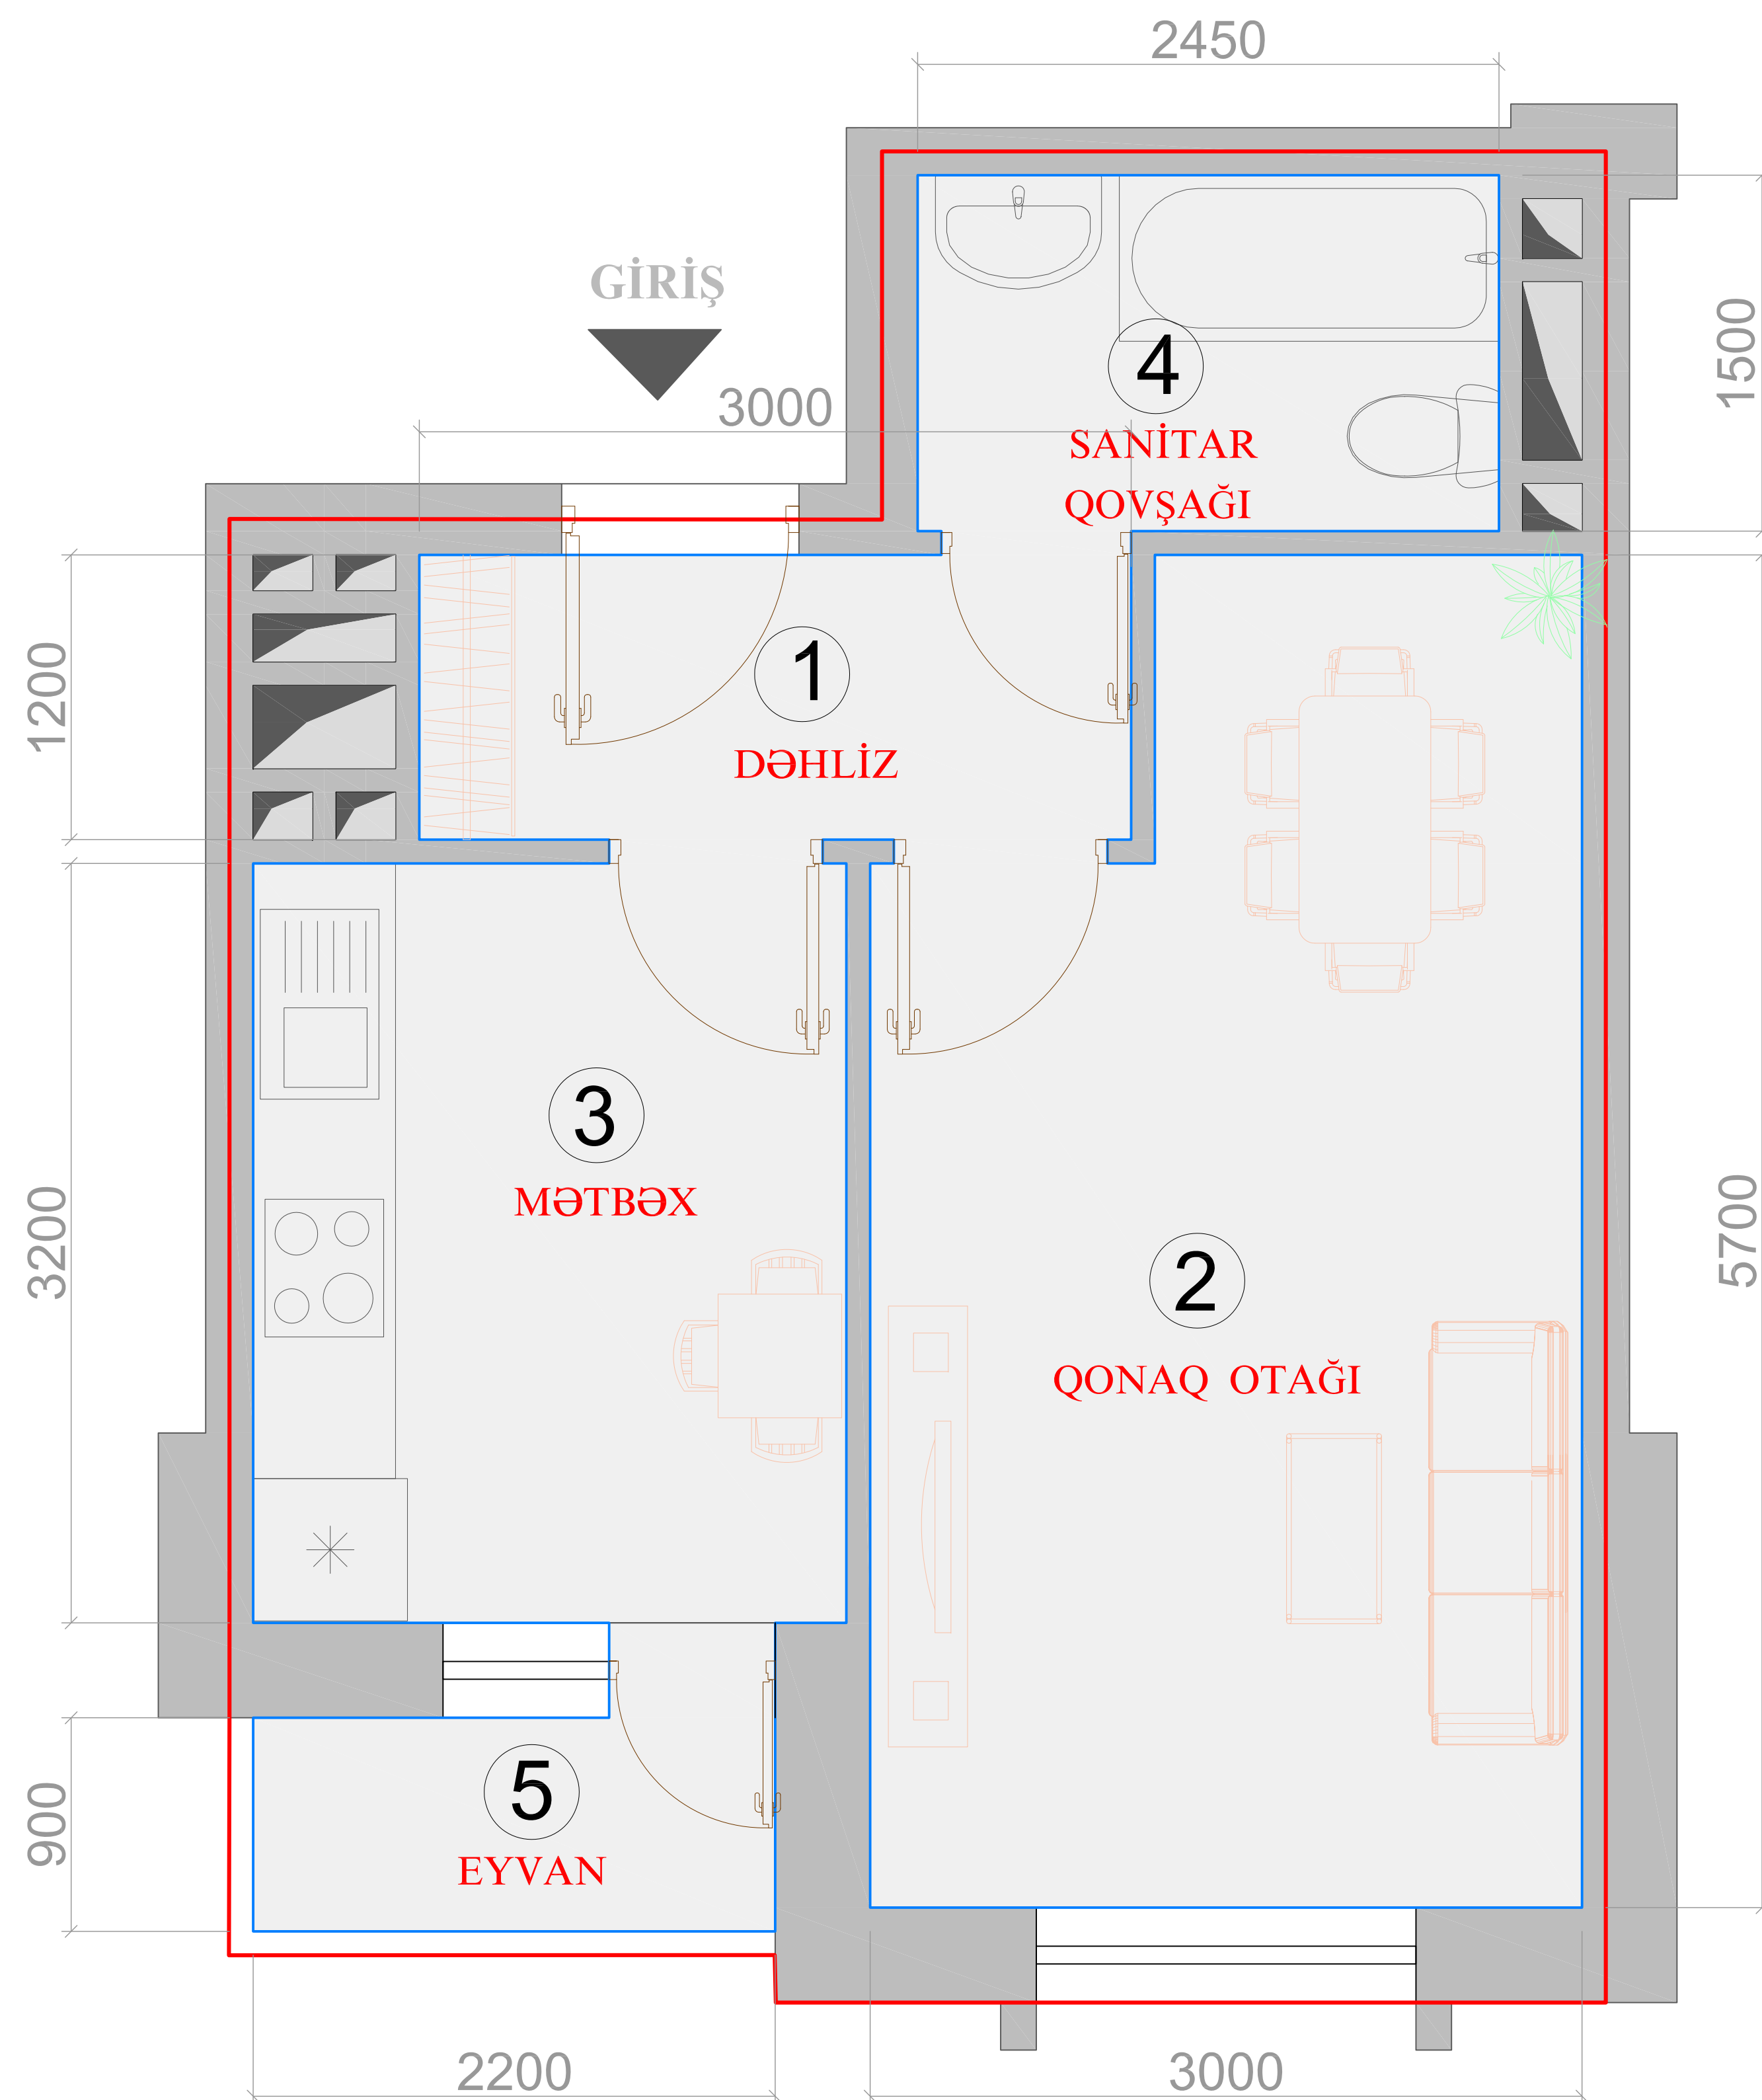 2450
GİRİŞ
3000
1500
4
SANİTAR
QOVŞAĞI
1200
1
DƏHLİZ
3
MƏTBƏX
3200
2
QONAQ OTAĞI
5700
5
EYVAN
900
2200
3000